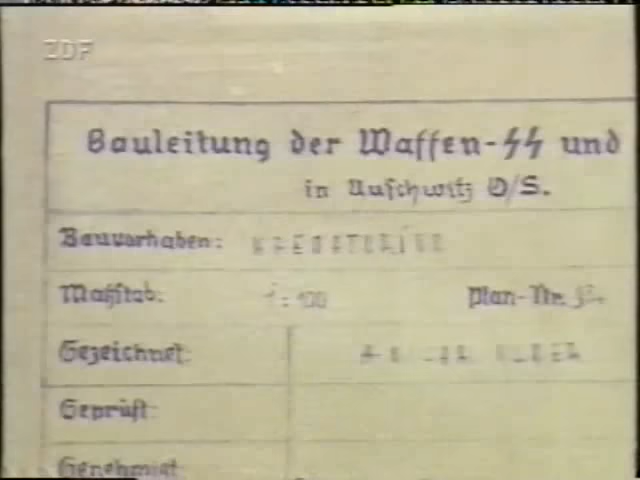 ZDF
Bauleitung der Waffen-SS und
in Auschwitz O/S.
Bauvorhaben:
Maßstab: 1:100 Plan-Nr.
Gezeichnet:
Geprüft:
Genehmigt: